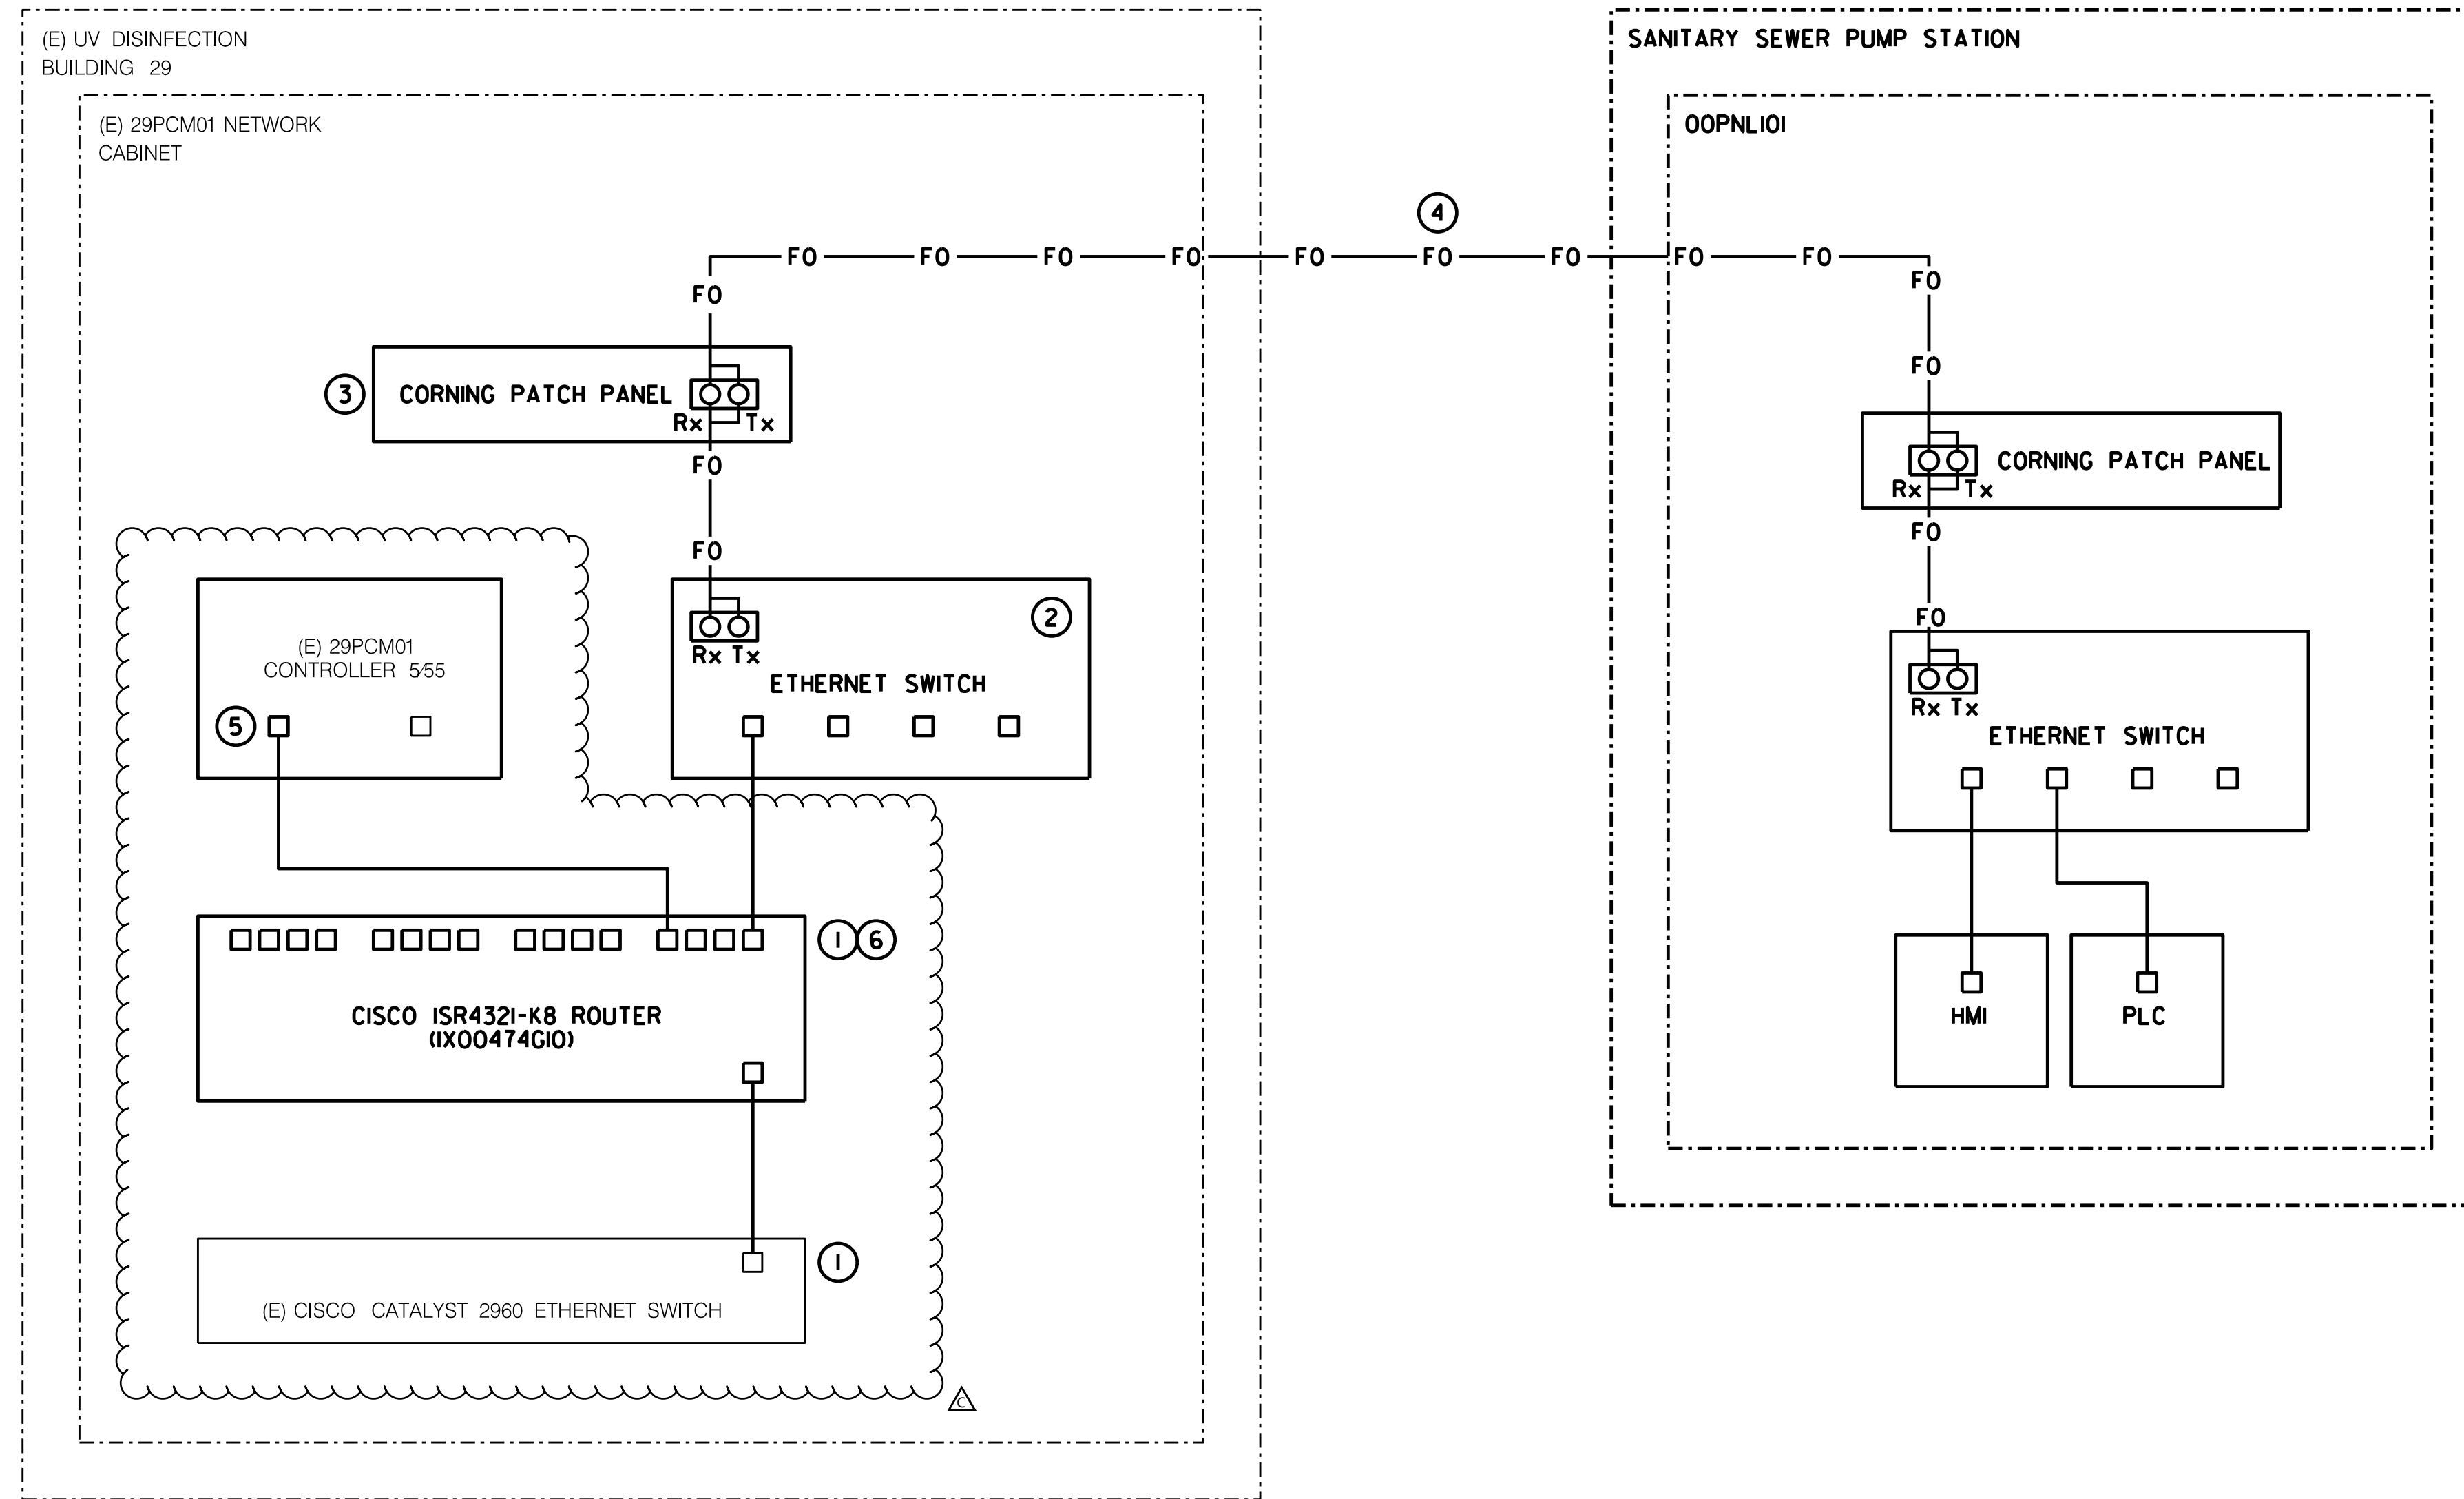 (E) UV DISINFECTION
BUILDING 29
(E) 29PCM01 NETWORK
CABINET
SANITARY SEWER PUMP STATION
00PNL101
4
FO FO FO FO FO FO FO FO FO
FO
FO
3
CORNING PATCH PANEL
Rx Tx
FO
FO
FO
CORNING PATCH PANEL
Rx Tx
FO
FO
(E) 29PCM01
CONTROLLER 5/55
5
2
Rx Tx
ETHERNET SWITCH
Rx Tx
ETHERNET SWITCH
1 6
CISCO ISR4321-K8 ROUTER
(1X00474G10)
HMI
PLC
1
(E) CISCO CATALYST 2960 ETHERNET SWITCH
C